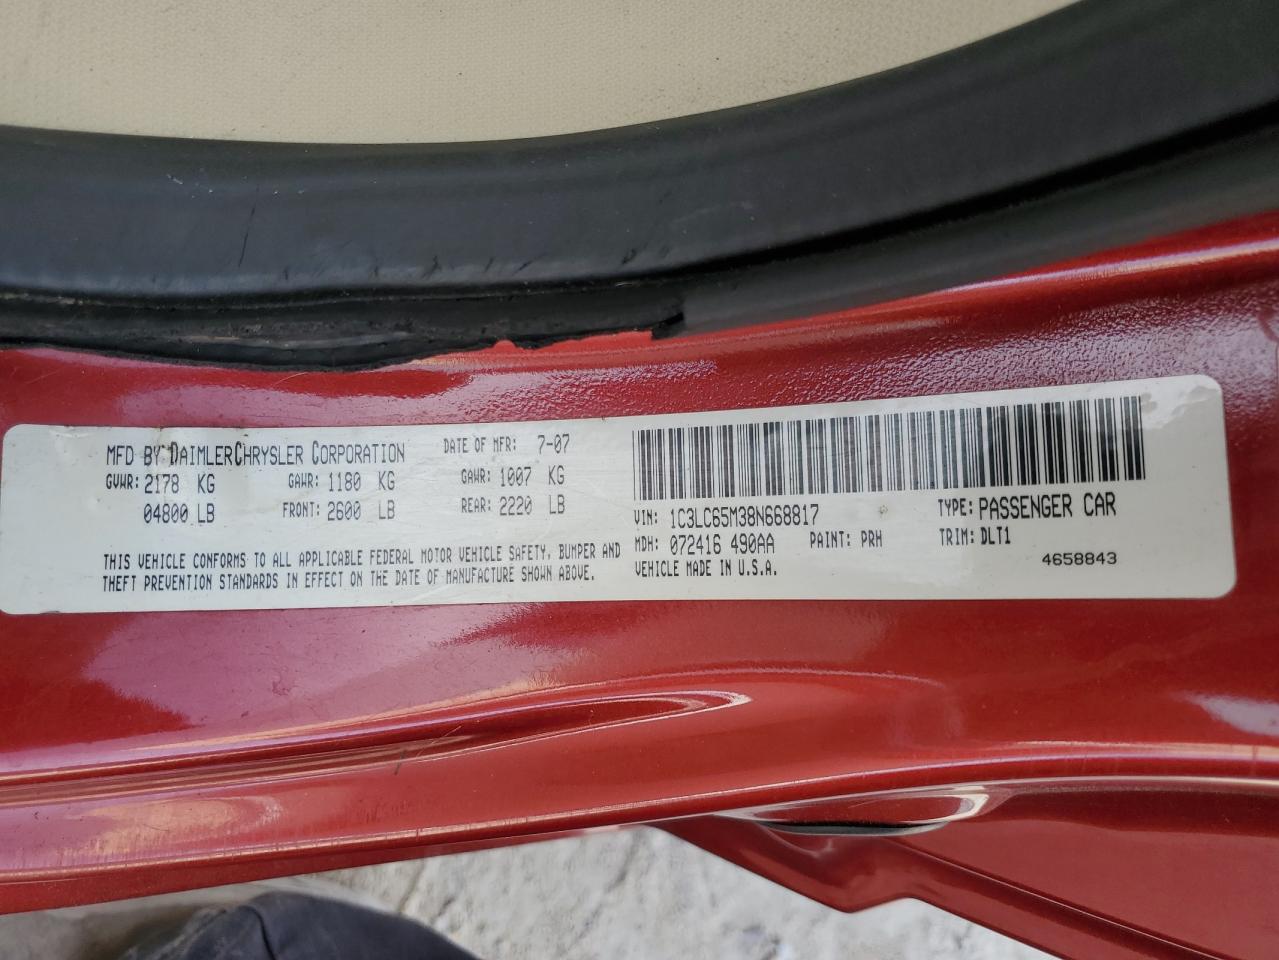 MFD BY DAIMLERCHRYSLER CORPORATION DATE OF MFR: 7-07
GVWR: 2178 KG GAWR: 1180 KG GAWR: 1007 KG
04800 LB FRONT: 2600 LB REAR: 2220 LB
THIS VEHICLE CONFORMS TO ALL APPLICABLE FEDERAL MOTOR VEHICLE SAFETY, BUMPER AND
THEFT PREVENTION STANDARDS IN EFFECT ON THE DATE OF MANUFACTURE SHOWN ABOVE.
VIN: 1C3LC65M38N668817 TYPE: PASSENGER CAR
MDH: 072416 490AA PAINT: PRH TRIM: DLT1
VEHICLE MADE IN U.S.A. 4658843